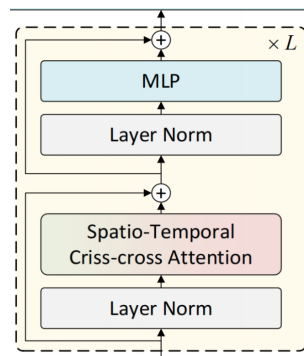 × L
MLP
Layer Norm
Spatio-Temporal
Criss-cross Attention
Layer Norm